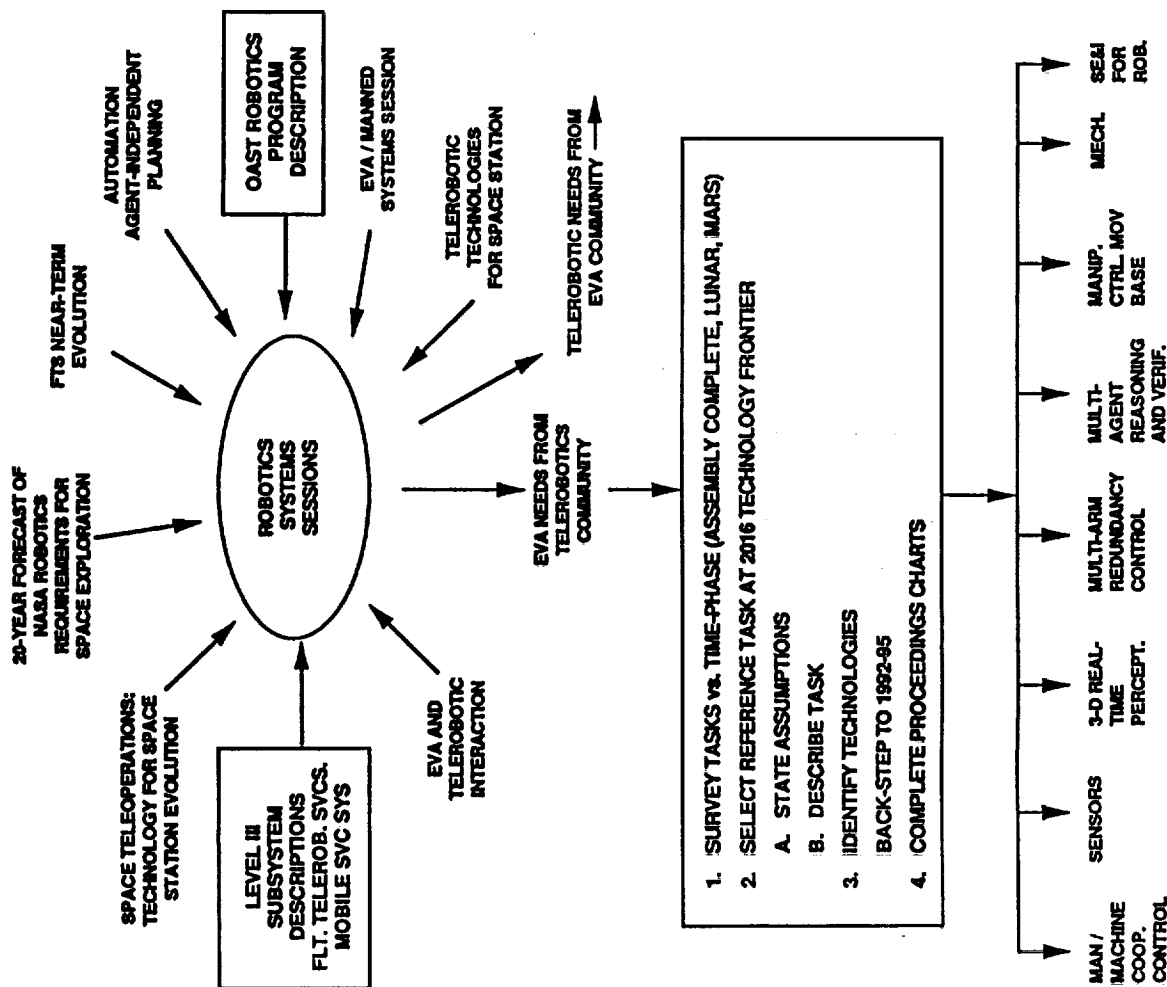 20-YEAR FORECAST OF
NASA ROBOTICS
REQUIREMENTS FOR
SPACE EXPLORATION
FTS NEAR-TERM
EVOLUTION
AUTOMATION
AGENT-INDEPENDENT
PLANNING
SPACE TELEOPERATIONS:
TECHNOLOGY FOR SPACE
STATION EVOLUTION
OAST ROBOTICS
PROGRAM
DESCRIPTION
LEVEL III
SUBSYSTEM
DESCRIPTIONS
FLT. TELEROB. SVCS.
MOBILE SVC SYS
ROBOTICS
SYSTEMS
SESSIONS
EVA / MANNED
SYSTEMS SESSION
EVA AND
TELEROBOTIC
INTERACTION
TELEROBOTIC
TECHNOLOGIES
FOR SPACE STATION
EVA NEEDS FROM
TELEROBOTICS
COMMUNITY
TELEROBOTIC NEEDS FROM
EVA COMMUNITY
1. SURVEY TASKS vs. TIME-PHASE (ASSEMBLY COMPLETE, LUNAR, MARS)
2. SELECT REFERENCE TASK AT 2016 TECHNOLOGY FRONTIER
A. STATE ASSUMPTIONS
B. DESCRIBE TASK
3. IDENTIFY TECHNOLOGIES
BACK-STEP TO 1992-95
4. COMPLETE PROCEEDINGS CHARTS
MAN /
MACHINE
COOP.
CONTROL
SENSORS
3-D REAL-
TIME
PERCEPT.
MULTI-ARM
REDUNDANCY
CONTROL
MULTI-
AGENT
REASONING
AND VERIF.
MANIP.
CTRL. MOV
BASE
MECH.
SE&I
FOR
ROB.